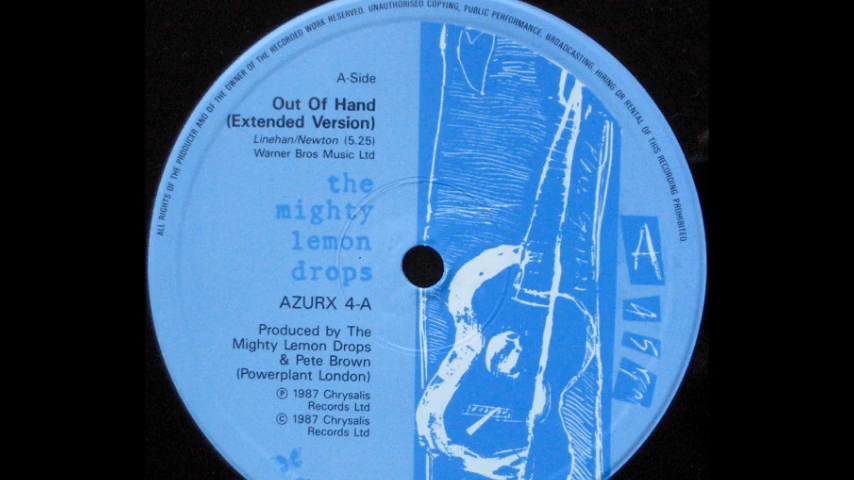 ALL RIGHTS OF THE PRODUCER AND OF THE OWNER OF THE RECORDED WORK RESERVED. UNAUTHORISED COPYING, PUBLIC PERFORMANCE, BROADCASTING, HIRING OR RENTAL OF THIS RECORDING PROHIBITED.
A-Side
Out Of Hand
(Extended Version)
Linehan/Newton (5.25)
Warner Bros Music Ltd
the
mighty
lemon
drops
AZURX 4-A
Produced by The
Mighty Lemon Drops
& Pete Brown
(Powerplant London)
℗ 1987 Chrysalis
Records Ltd
© 1987 Chrysalis
Records Ltd
A